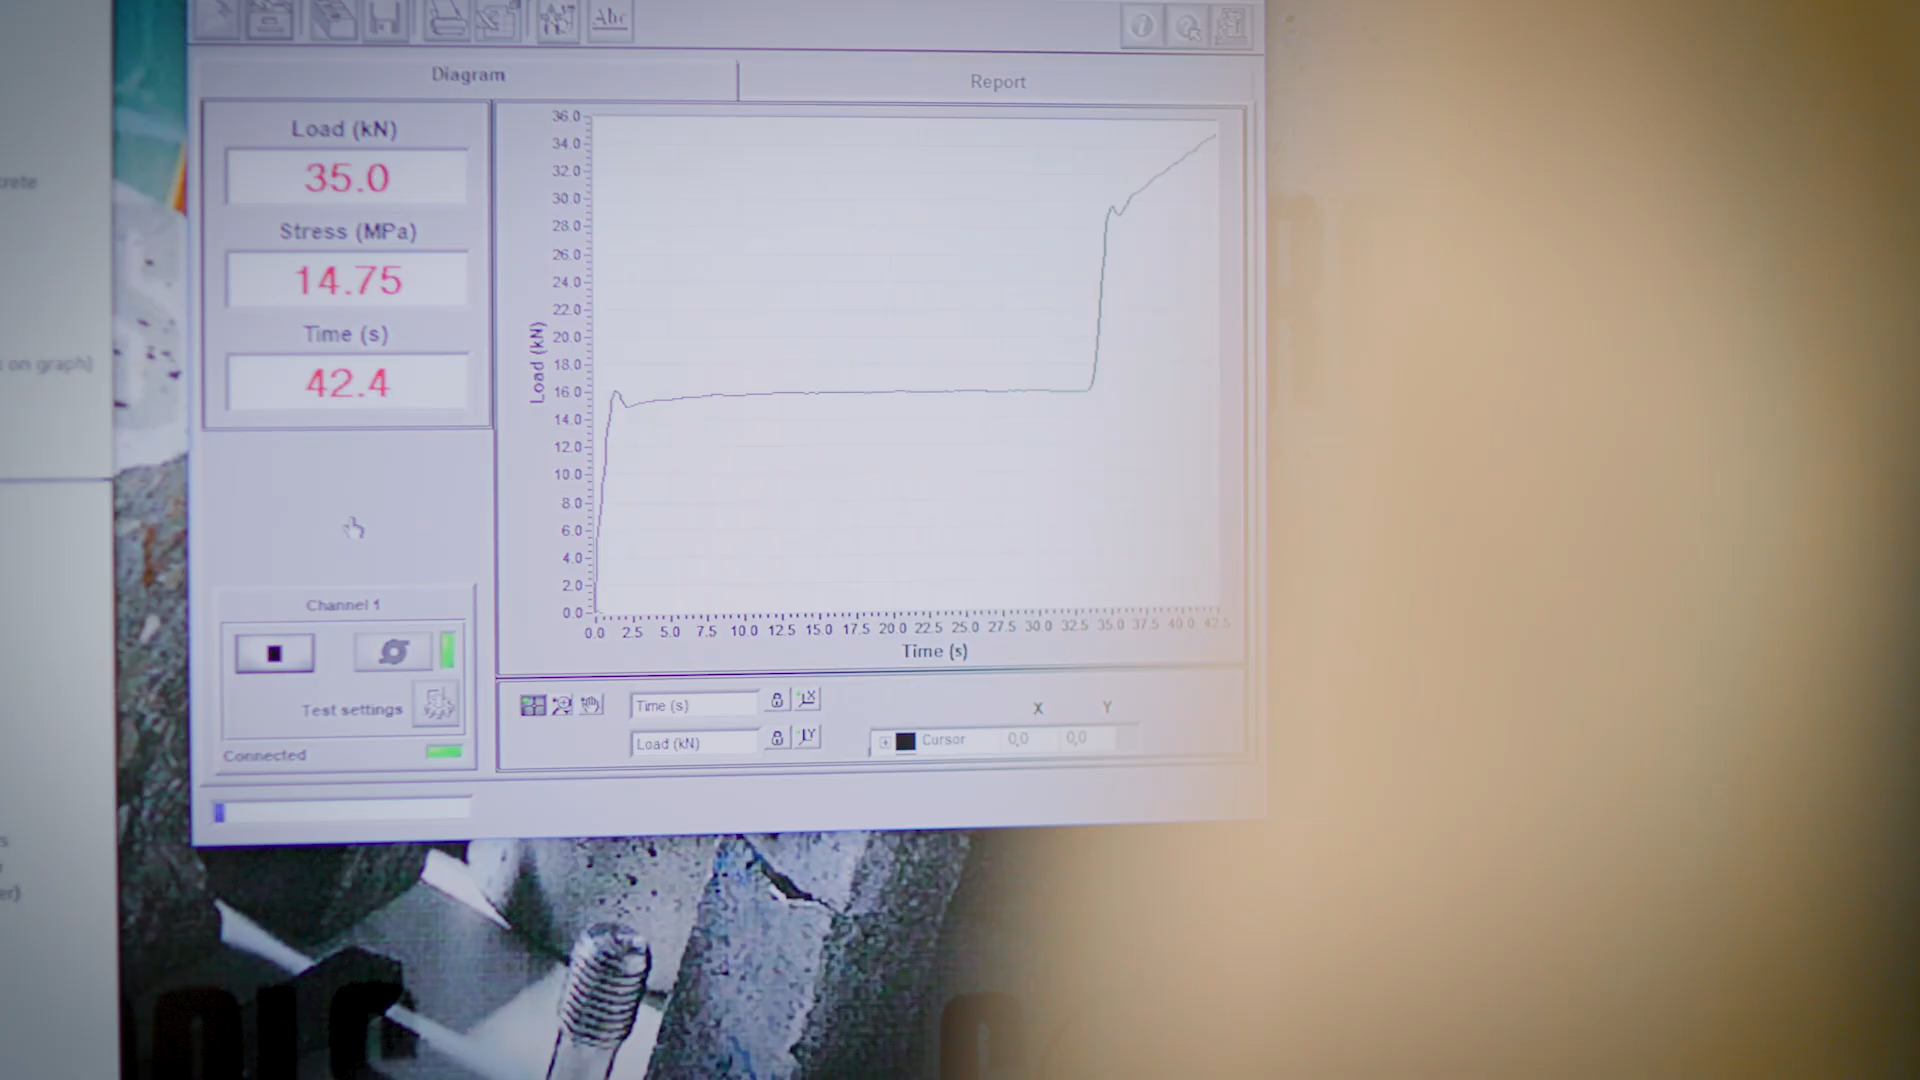 Abc
Diagram
Report
Load (kN)
35.0
Stress (MPa)
14.75
Time (s)
42.4
Load (kN)
36.0
34.0
32.0
30.0
28.0
26.0
24.0
22.0
20.0
18.0
16.0
14.0
12.0
10.0
8.0
6.0
4.0
2.0
0.0
0.0 2.5 5.0 7.5 10.0 12.5 15.0 17.5 20.0 22.5 25.0 27.5 30.0 32.5 35.0 37.5 40.0 42.5
Time (s)
Channel 1
Test settings
Connected
Time (s)
X
X Y
Load (kN)
Y
Cursor 0,0 0,0
on graph)